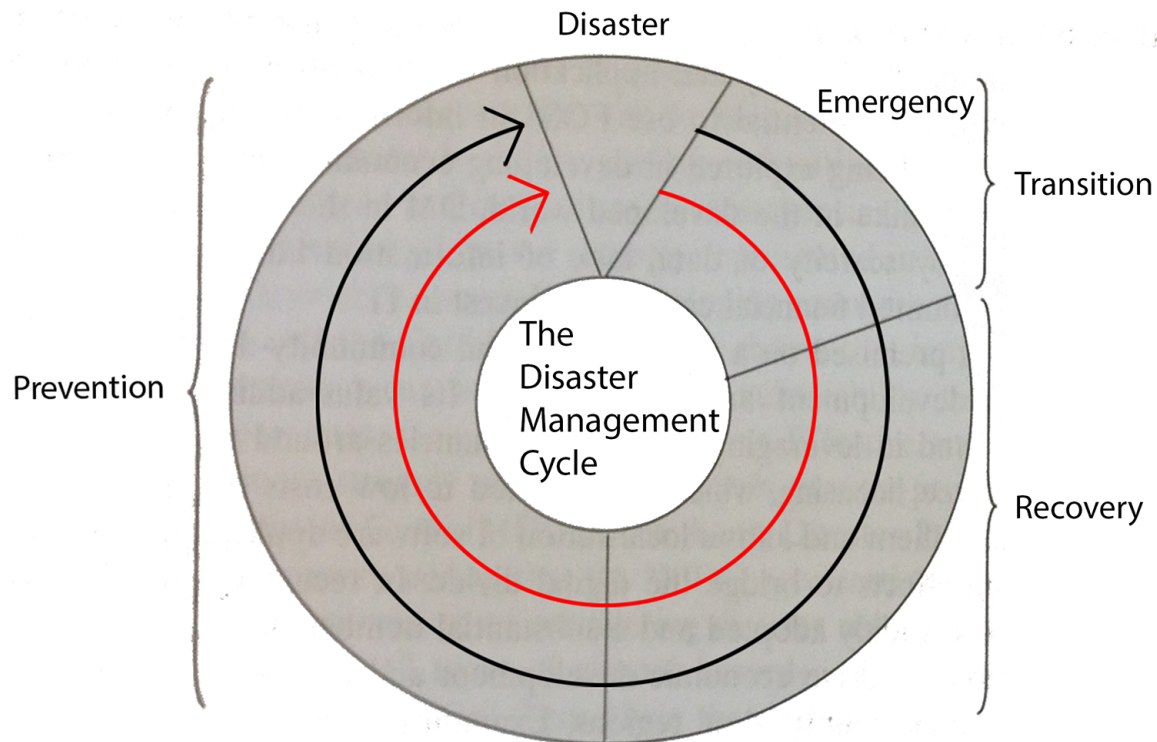 Disaster
Emergency
Transition
The
Disaster
Management
Cycle
Prevention
Recovery